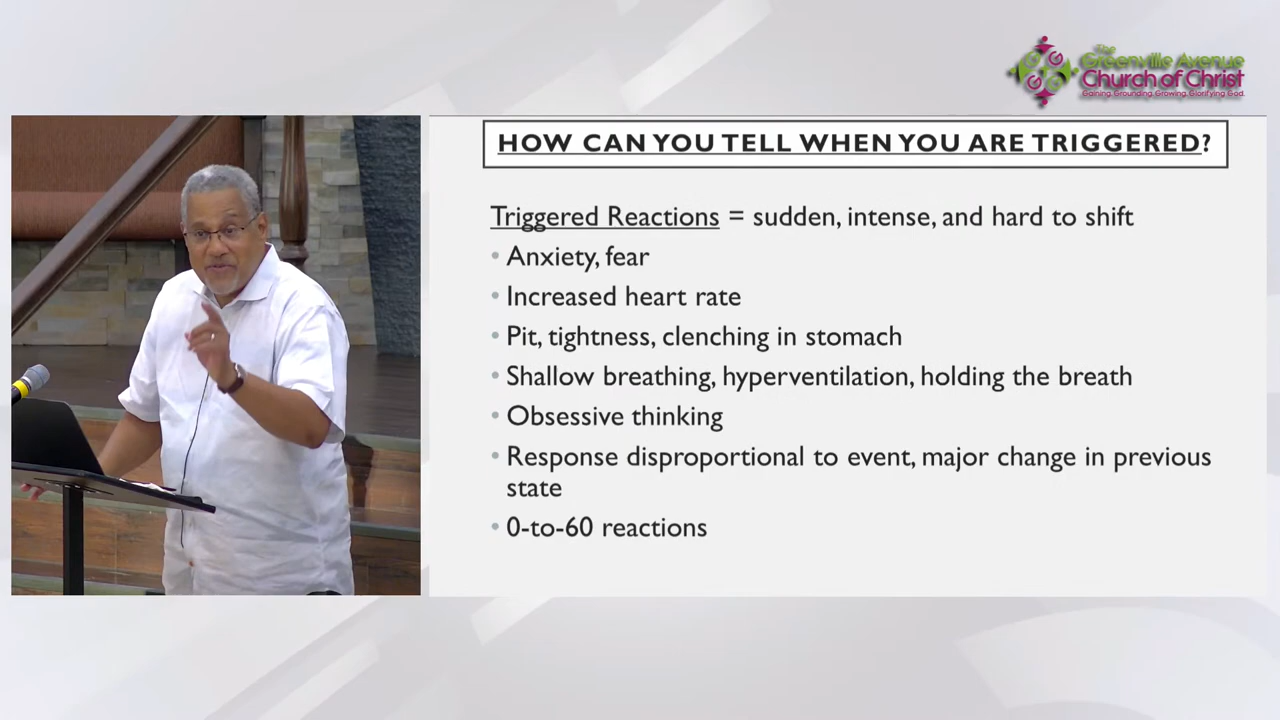 The
Greenville Avenue
Church of Christ
Gaining. Grounding. Growing. Glorifying God.
HOW CAN YOU TELL WHEN YOU ARE TRIGGERED?
Triggered Reactions = sudden, intense, and hard to shift
• Anxiety, fear
• Increased heart rate
• Pit, tightness, clenching in stomach
• Shallow breathing, hyperventilation, holding the breath
• Obsessive thinking
• Response disproportional to event, major change in previous
state
• 0-to-60 reactions